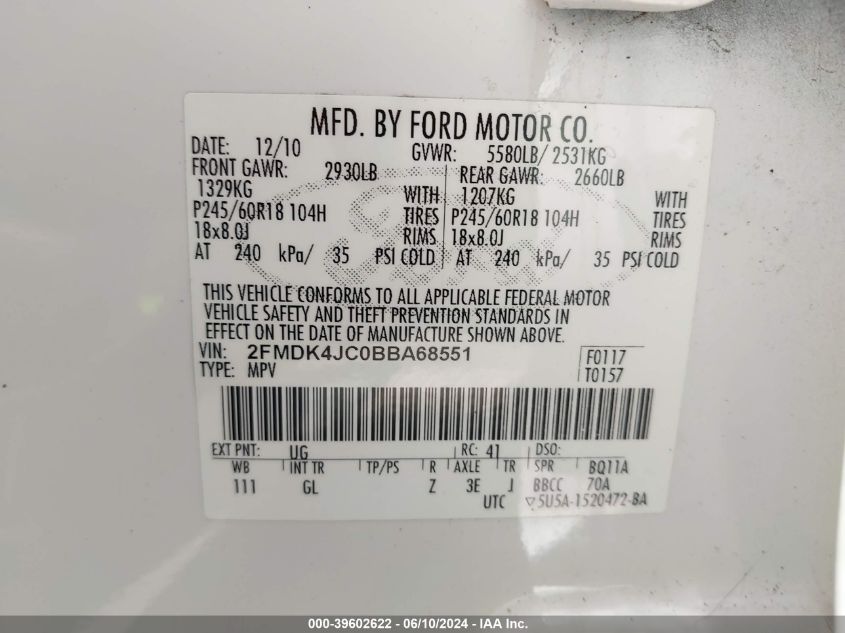 MFD. BY FORD MOTOR CO.
DATE: 12/10 GVWR: 5580LB/ 2531KG
FRONT GAWR: 2930LB REAR GAWR: 2660LB
1329KG WITH 1207KG WITH
P245/60R18 104H TIRES P245/60R18 104H TIRES
18x8.0J RIMS 18x8.0J RIMS
AT 240 kPa/ 35 PSI COLD AT 240 kPa/ 35 PSI COLD
THIS VEHICLE CONFORMS TO ALL APPLICABLE FEDERAL MOTOR
VEHICLE SAFETY AND THEFT PREVENTION STANDARDS IN
EFFECT ON THE DATE OF MANUFACTURE SHOWN ABOVE.
VIN: 2FMDK4JC0BBA68551 F0117
TYPE: MPV T0157
EXT PNT: UG RC: 41 DSO:
WB INT TR TP/PS R AXLE TR SPR BQ11A
111 GL Z 3E J BBCC 70A
UTC ▽5U5A-1520472-BA
000-39602622 - 06/10/2024 - IAA Inc.